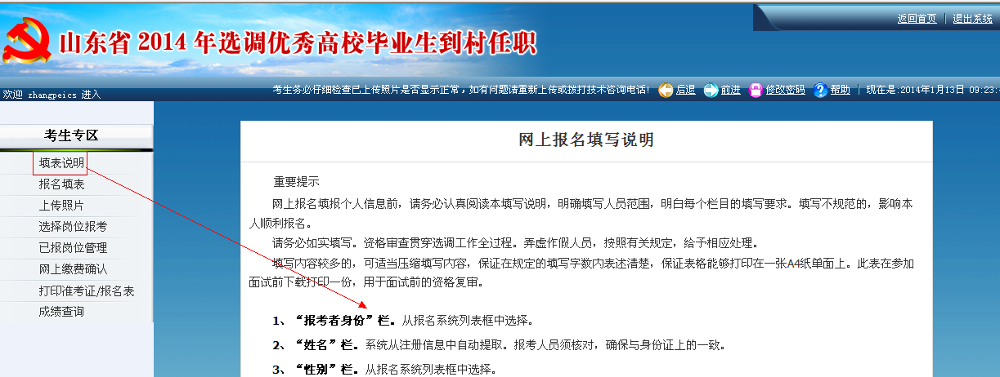 返回首页 | 退出系统
山东省 2014 年选调优秀高校毕业生到村任职
欢迎 zhangpeics 进入
考生务必仔细检查已上传照片是否显示正常,如有问题请重新上传或拨打技术咨询电话! 后退 前进 修改密码 帮助 | 现在是:2014年1月13日 09:23:
考生专区
填表说明
报名填表
上传照片
选择岗位报考
已报岗位管理
网上缴费确认
打印准考证/报名表
成绩查询
网上报名填写说明
重要提示
网上报名填报个人信息前，请务必认真阅读本填写说明，明确填写人员范围，明白每个栏目的填写要求。填写不规范的，影响本
人顺利报名。
请务必如实填写。资格审查贯穿选调工作全过程。弄虚作假人员，按照有关规定，给予相应处理。
填写内容较多的，可适当压缩填写内容，保证在规定的填写字数内表述清楚，保证表格能够打印在一张A4纸单面上。此表在参加
面试前下载打印一份，用于面试前的资格复审。
1、“报考者身份”栏。从报名系统列表框中选择。
2、“姓名”栏。系统从注册信息中自动提取。报考人员须核对，确保与身份证上的一致。
3、“性别”栏。从报名系统列表框中选择。